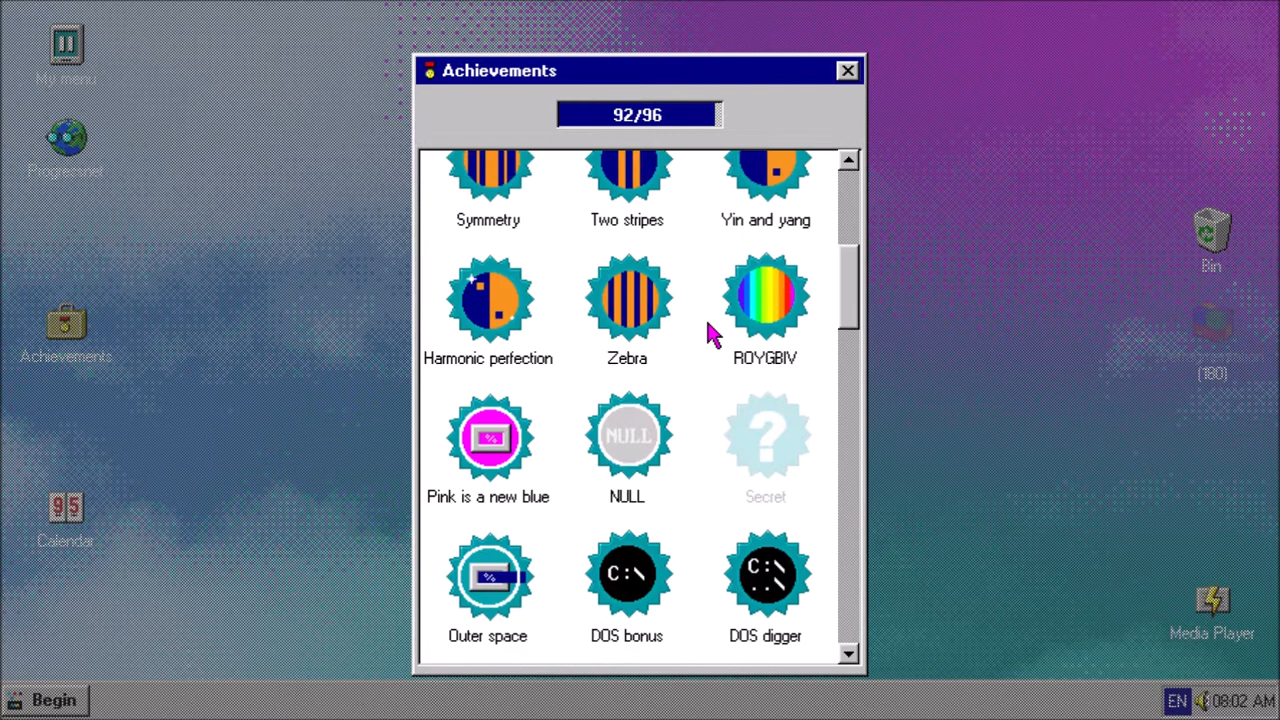 My menu
Achievements
92/96
Symmetry
Two stripes
Yin and yang
Harmonic perfection
Zebra
ROYGBIV
%
NULL
?
Pink is a new blue
NULL
Secret
%
C:\
C:\
..\
Outer space
DOS bonus
DOS digger
Bin
(180)
Achievements
95
Media Player
Begin
EN
08:02 AM